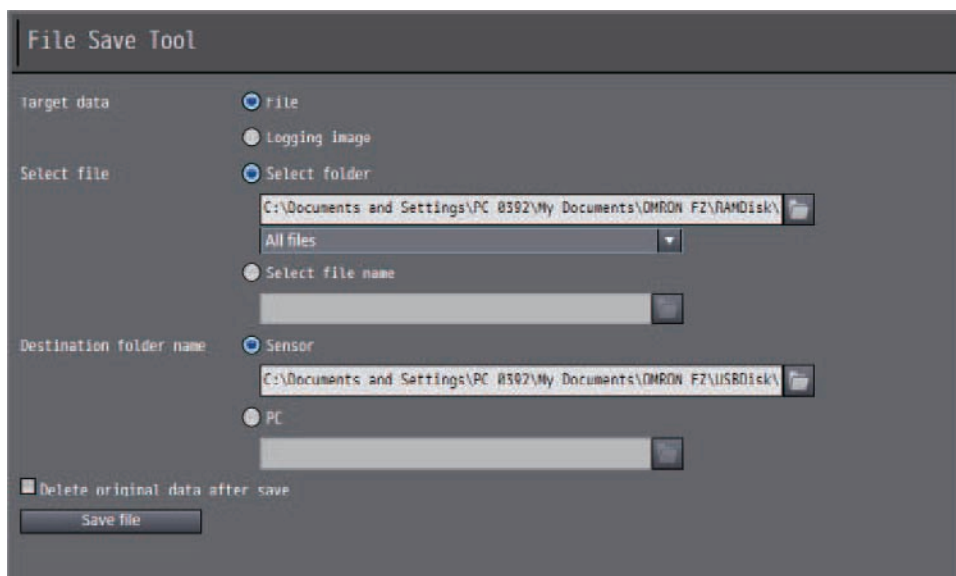 File Save Tool
Target data
File
Logging image
Select file
Select folder
C:\Documents and Settings\PC 0392\My Documents\OMRON FZ\RAMDisk\
All files
Select file name
Destination folder name
Sensor
C:\Documents and Settings\PC 0392\My Documents\OMRON FZ\USBDisk\
PC
Delete original data after save
Save file